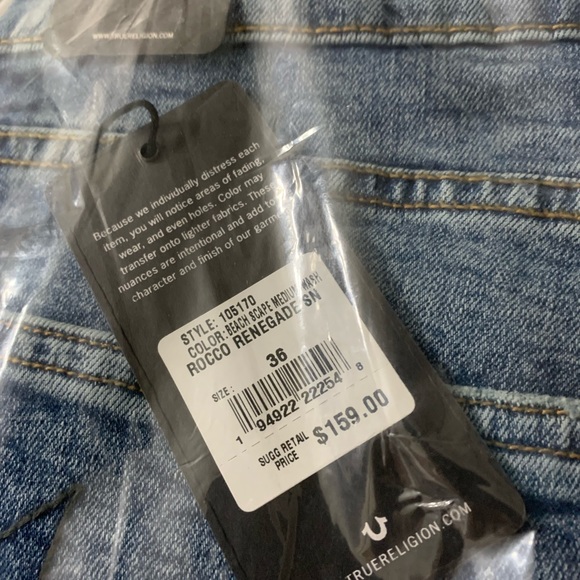 WWW.TRUERELIGION.COM
Because we individually distress each
item, you will notice areas of fading,
wear, and even holes. Color may
transfer onto lighter fabrics. These
nuances are intentional and add to
character and finish of our garm
STYLE: 105170
COLOR: BEACH SCAPE MEDIUM WASH
ROCCO RENEGADE SN
SIZE: 36
1 94922 22254 8
SUGG RETAIL
PRICE
$159.00
TRUERELIGION.COM